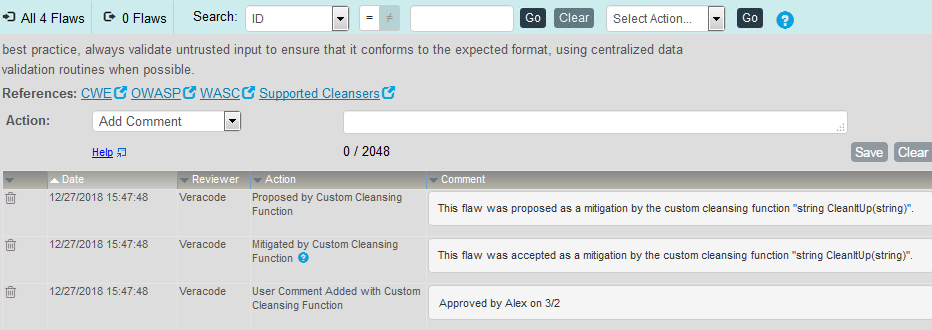 All 4 Flaws 0 Flaws Search: ID = ≠ Go Clear Select Action... Go ?
best practice, always validate untrusted input to ensure that it conforms to the expected format, using centralized data
validation routines when possible.
References: CWE OWASP WASC Supported Cleansers
Action: Add Comment
Help 0 / 2048 Save Clear
Date Reviewer Action Comment
12/27/2018 15:47:48 Veracode Proposed by Custom Cleansing
Function
This flaw was proposed as a mitigation by the custom cleansing function "string CleanItUp(string)".
12/27/2018 15:47:48 Veracode Mitigated by Custom Cleansing
Function ?
This flaw was accepted as a mitigation by the custom cleansing function "string CleanItUp(string)".
12/27/2018 15:47:48 Veracode User Comment Added with Custom
Cleansing Function
Approved by Alex on 3/2